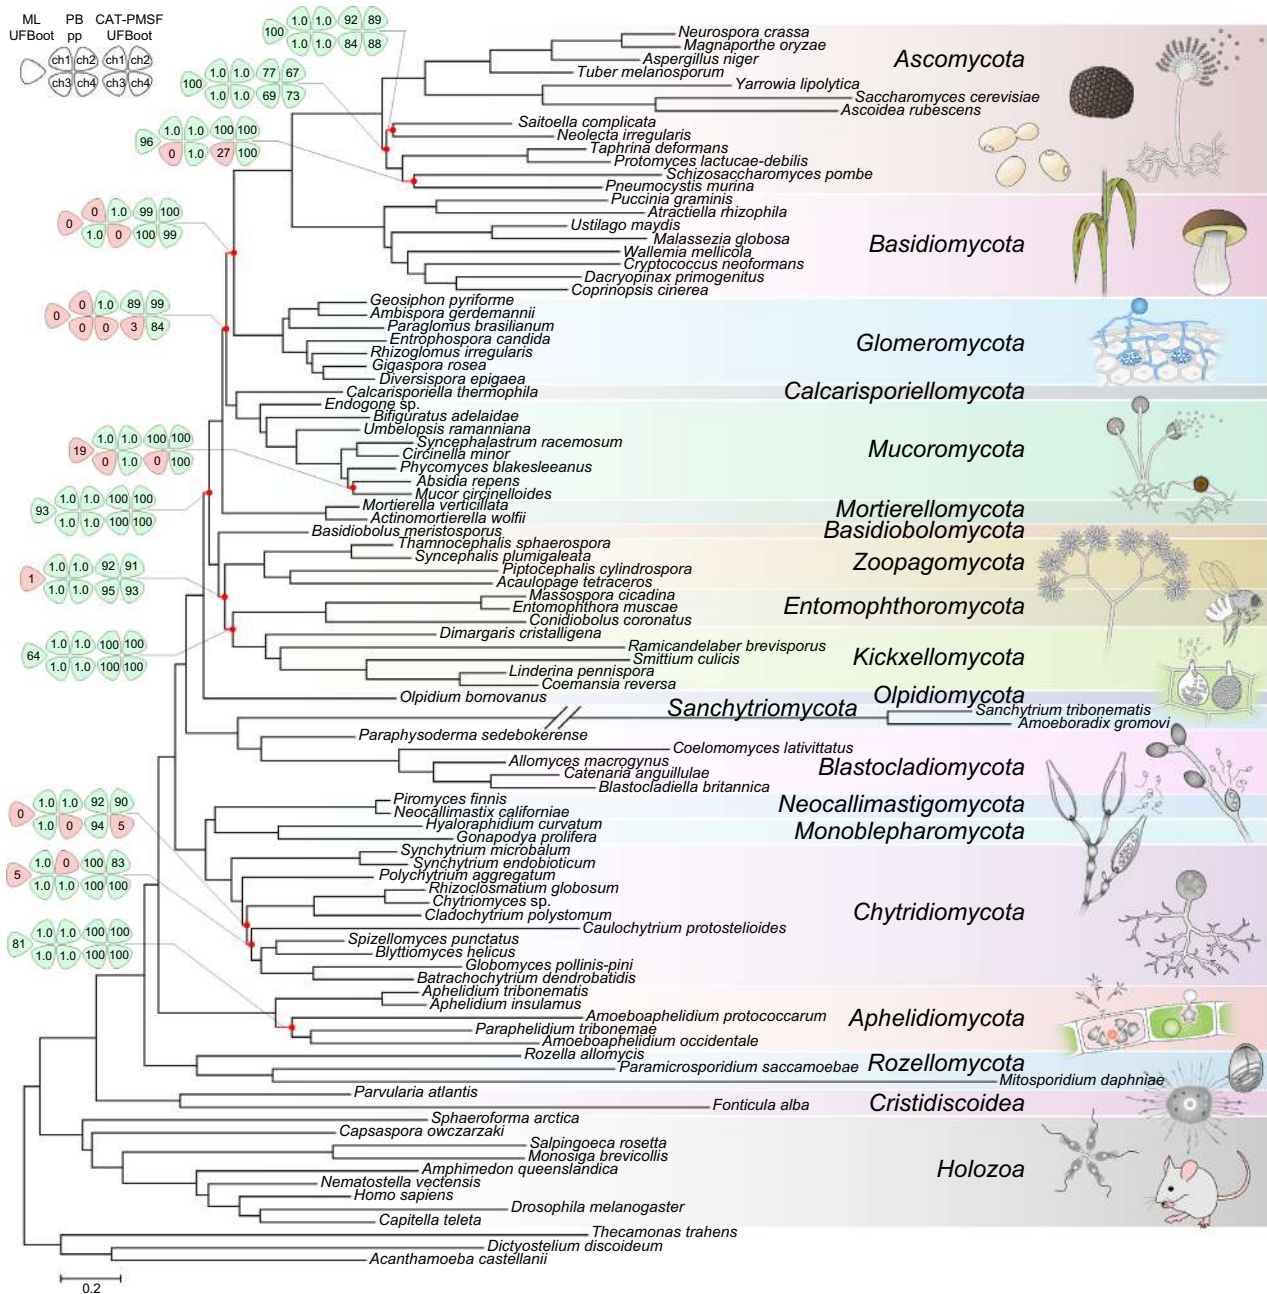 ML PB CAT-PMSF
UFBoot pp UFBoot
ch1 ch2 ch1 ch2
ch3 ch4 ch3 ch4
1.0 1.0 92 89
100
1.0 1.0 84 88
1.0 1.0 77 67
100
1.0 1.0 69 73
1.0 1.0 100 100
96
0 1.0 27 100
0 1.0 99 100
0
1.0 0 100 99
0 1.0 89 99
0
0 0 3 84
1.0 1.0 100 100
19
0 1.0 0 100
1.0 1.0 100 100
93
1.0 1.0 100 100
1.0 1.0 92 91
1
1.0 1.0 95 93
1.0 1.0 100 100
64
1.0 1.0 100 100
1.0 1.0 92 90
0
1.0 0 94 5
1.0 0 100 83
5
1.0 1.0 100 100
1.0 1.0 100 100
81
1.0 1.0 100 100
Neurospora crassa
Magnaporthe oryzae
Aspergillus niger
Tuber melanosporum
Yarrowia lipolytica
Saccharomyces cerevisiae
Ascoidea rubescens
Saitoella complicata
Neolecta irregularis
Taphrina deformans
Protomyces lactucae-debilis
Schizosaccharomyces pombe
Pneumocystis murina
Ascomycota
Puccinia graminis
Atractiella rhizophila
Ustilago maydis
Malassezia globosa
Wallemia mellicola
Cryptococcus neoformans
Dacryopinax primogenitus
Coprinopsis cinerea
Basidiomycota
Geosiphon pyriforme
Ambispora gerdemannii
Paraglomus brasilianum
Entrophospora candida
Rhizoglomus irregularis
Gigaspora rosea
Diversispora epigaea
Glomeromycota
Calcarisporiella thermophila
Calcarisporiellomycota
Endogone sp.
Bifiguratus adelaidae
Umbelopsis ramanniana
Syncephalastrum racemosum
Circinella minor
Phycomyces blakesleeanus
Absidia repens
Mucor circinelloides
Mucoromycota
Mortierella verticillata
Actinomortierella wolfii
Mortierellomycota
Basidiobolus meristosporus
Basidiobolomycota
Thamnocephalis sphaerospora
Syncephalis plumigaleata
Piptocephalis cylindrospora
Acaulopage tetraceros
Zoopagomycota
Massospora cicadina
Entomophthora muscae
Conidiobolus coronatus
Entomophthoromycota
Dimargaris cristalligena
Ramicandelaber brevisporus
Smittium culicis
Linderina pennispora
Coemansia reversa
Kickxellomycota
Olpidium bornovanus
Olpidiomycota
Sanchytrium tribonematis
Amoeboradix gromovi
Sanchytriomycota
Paraphysoderma sedebokerense
Coelomomyces lativittatus
Allomyces macrogynus
Catenaria anguillulae
Blastocladiella britannica
Blastocladiomycota
Piromyces finnis
Neocallimastix californiae
Neocallimastigomycota
Hyaloraphidium curvatum
Gonapodya prolifera
Monoblepharomycota
Synchytrium microbalum
Synchytrium endobioticum
Polychytrium aggregatum
Rhizoclosmatium globosum
Chytriomyces sp.
Cladochytrium polystomum
Caulochytrium protostelioides
Spizellomyces punctatus
Blyttiomyces helicus
Globomyces pollinis-pini
Batrachochytrium dendrobatidis
Chytridiomycota
Aphelidium tribonematis
Aphelidium insulamus
Amoeboaphelidium protococcarum
Paraphelidium tribonemae
Amoeboaphelidium occidentale
Aphelidiomycota
Rozella allomycis
Paramicrosporidium saccamoebae
Mitosporidium daphniae
Rozellomycota
Parvularia atlantis
Fonticula alba
Cristidiscoidea
Sphaeroforma arctica
Capsaspora owczarzaki
Salpingoeca rosetta
Monosiga brevicollis
Amphimedon queenslandica
Nematostella vectensis
Homo sapiens
Drosophila melanogaster
Capitella teleta
Holozoa
Thecamonas trahens
Dictyostelium discoideum
Acanthamoeba castellanii
0.2